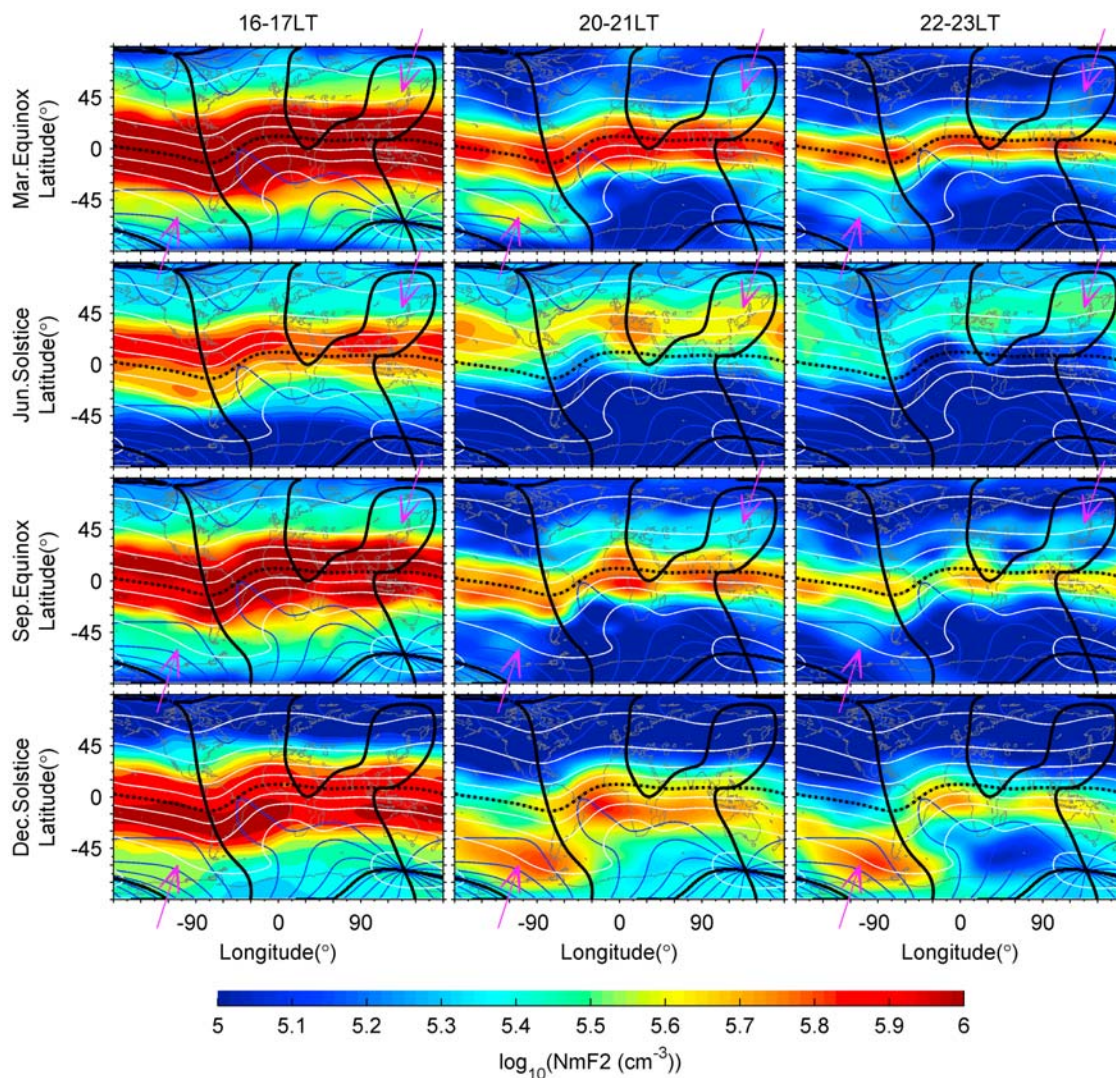 16-17LT 20-21LT 22-23LT
Mar.Equinox
Latitude(°)
45
0
-45
Jun.Solstice
Latitude(°)
45
0
-45
Sep.Equinox
Latitude(°)
45
0
-45
Dec.Solstice
Latitude(°)
45
0
-45
-90 0 90 -90 0 90 -90 0 90
Longitude(°) Longitude(°) Longitude(°)
5 5.1 5.2 5.3 5.4 5.5 5.6 5.7 5.8 5.9 6
log₁₀(NmF2 (cm⁻³))